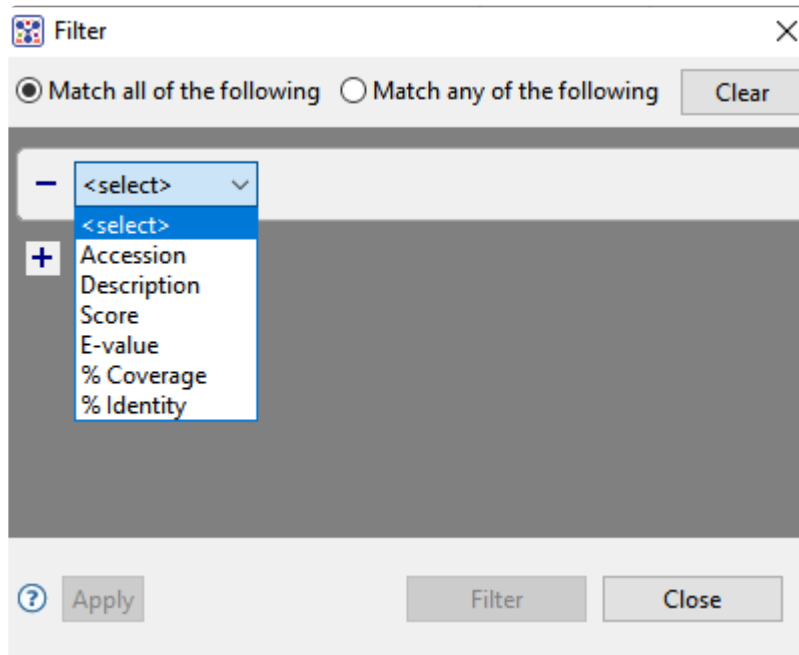 Filter
Match all of the following Match any of the following Clear
<select>
<select>
Accession
Description
Score
E-value
% Coverage
% Identity
Apply Filter Close